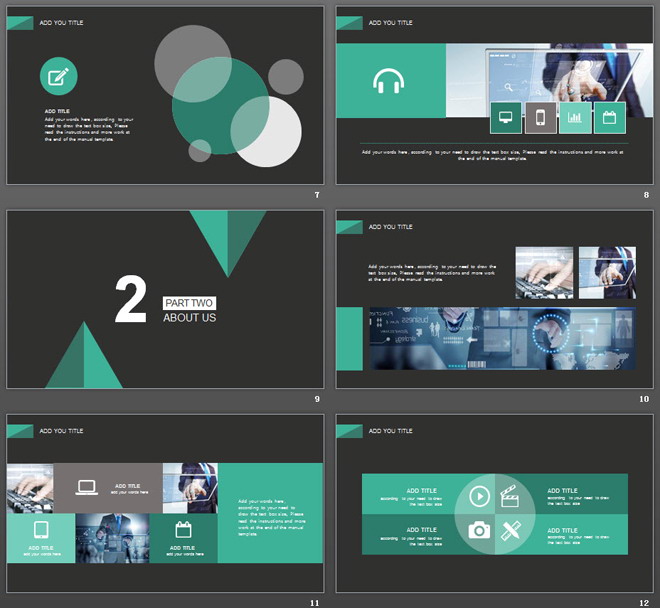 ADD YOU TITLE
ADD TITLE
Add your words here, according to your
need to draw the text box size, Please
read the instructions and more work at
the end of the manual template.
7
ADD YOU TITLE
Add your words here, according to your need to draw the text box size, Please read the instructions and more work at
the end of the manual template.
8
2
PART TWO
ABOUT US
9
ADD YOU TITLE
Add your words here, according to your need to draw the
text box size, Please read the instructions and more work at
the end of the manual template.
10
ADD YOU TITLE
ADD TITLE
add your words here
Add your words here,
according to your need to
draw the text box size, Please
read the instructions and more
work at the end of the manual
template.
ADD TITLE
add your words here
ADD TITLE
add your words here
11
ADD YOU TITLE
ADD TITLE
according to your need to draw
the text box size
ADD TITLE
according to your need to draw
the text box size
ADD TITLE
according to your need to draw
the text box size
ADD TITLE
according to your need to draw
the text box size
12